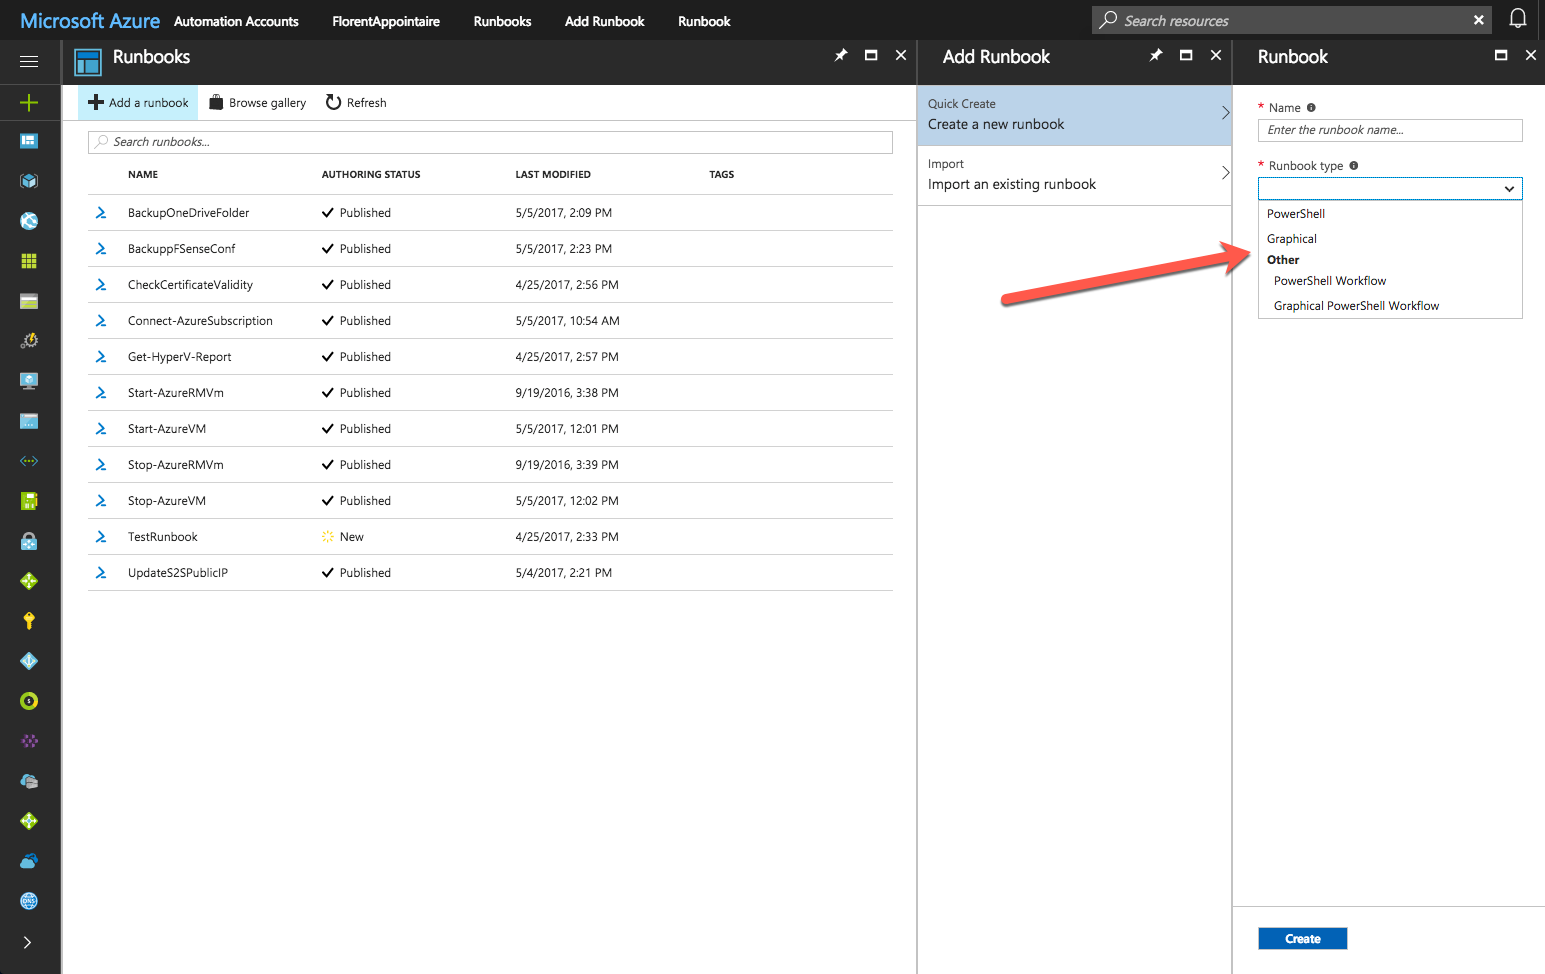 Microsoft Azure Automation Accounts FlorentAppointaire Runbooks Add Runbook Runbook Search resources
Runbooks
Add a runbook Browse gallery Refresh
Search runbooks...
NAME AUTHORING STATUS LAST MODIFIED TAGS
BackupOneDriveFolder Published 5/5/2017, 2:09 PM
BackuppFSenseConf Published 5/5/2017, 2:23 PM
CheckCertificateValidity Published 4/25/2017, 2:56 PM
Connect-AzureSubscription Published 5/5/2017, 10:54 AM
Get-HyperV-Report Published 4/25/2017, 2:57 PM
Start-AzureRMVm Published 9/19/2016, 3:38 PM
Start-AzureVM Published 5/5/2017, 12:01 PM
Stop-AzureRMVm Published 9/19/2016, 3:39 PM
Stop-AzureVM Published 5/5/2017, 12:02 PM
TestRunbook New 4/25/2017, 2:33 PM
UpdateS2SPublicIP Published 5/4/2017, 2:21 PM
Add Runbook
Quick Create
Create a new runbook
Import
Import an existing runbook
Runbook
* Name
Enter the runbook name...
* Runbook type
PowerShell
Graphical
Other
PowerShell Workflow
Graphical PowerShell Workflow
Create
DNS